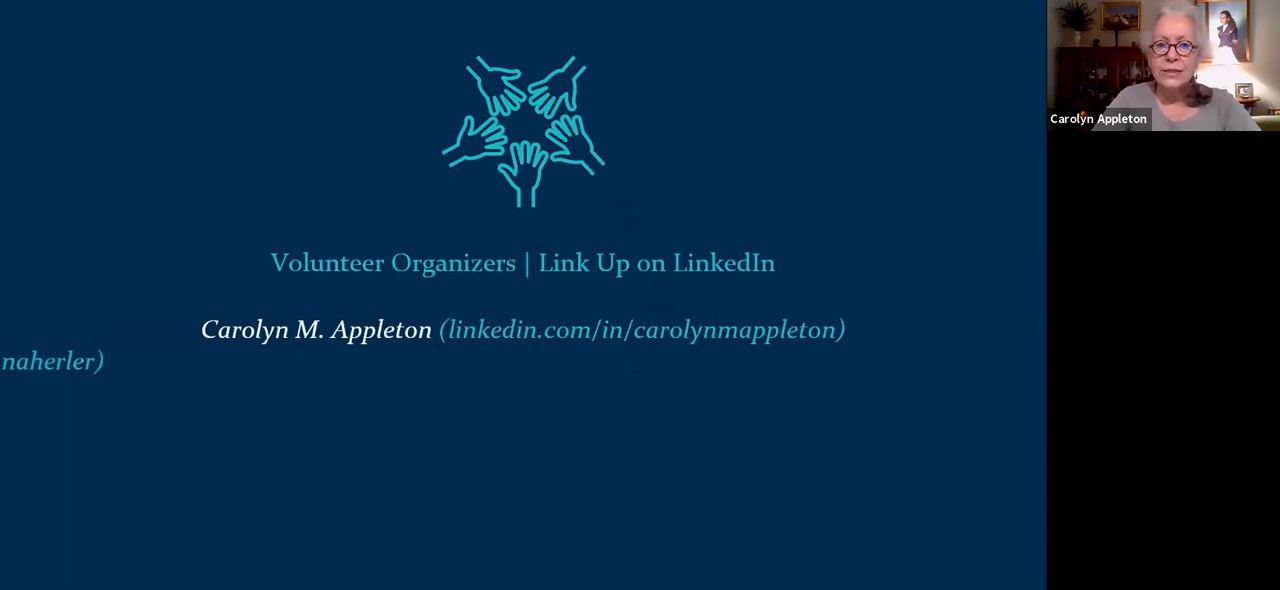 Volunteer Organizers | Link Up on LinkedIn
Carolyn M. Appleton (linkedin.com/in/carolynmappleton)
naherler)
Carolyn Appleton